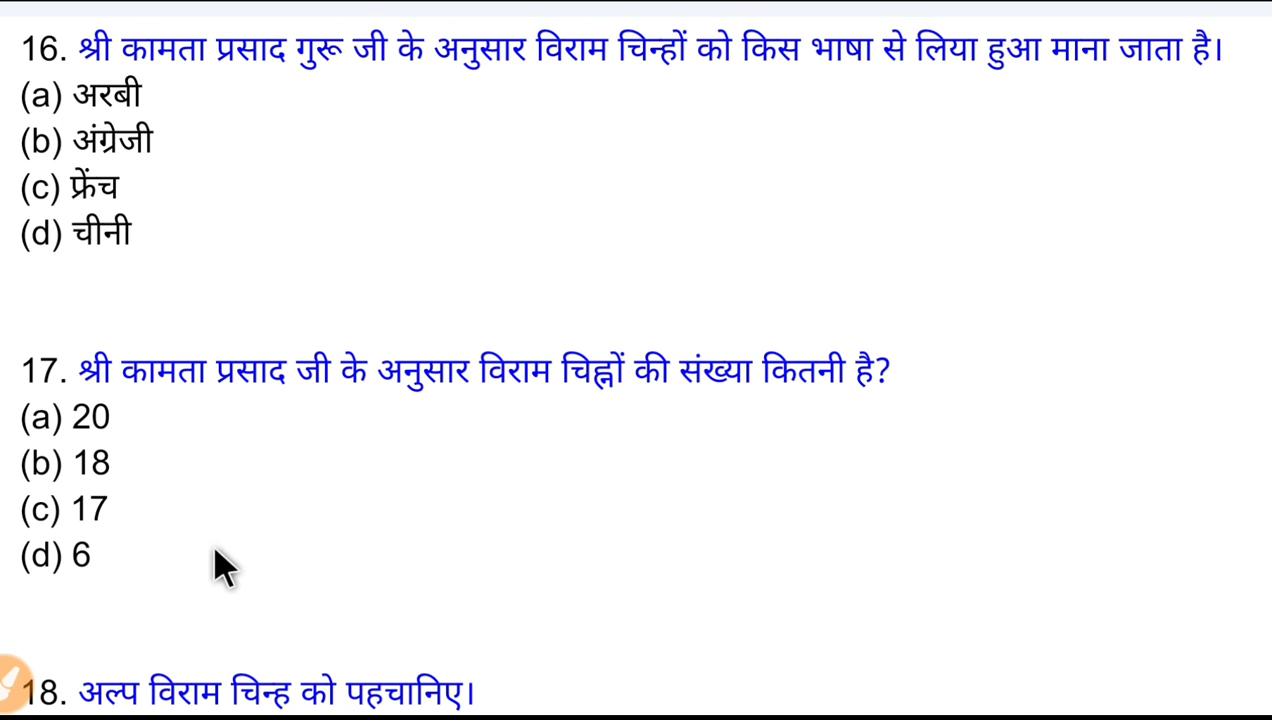 16. श्री कामता प्रसाद गुरू जी के अनुसार विराम चिन्हों को किस भाषा से लिया हुआ माना जाता है।
(a) अरबी
(b) अंग्रेजी
(c) फ्रेंच
(d) चीनी
17. श्री कामता प्रसाद जी के अनुसार विराम चिह्नों की संख्या कितनी है?
(a) 20
(b) 18
(c) 17
(d) 6
18. अल्प विराम चिन्ह को पहचानिए।